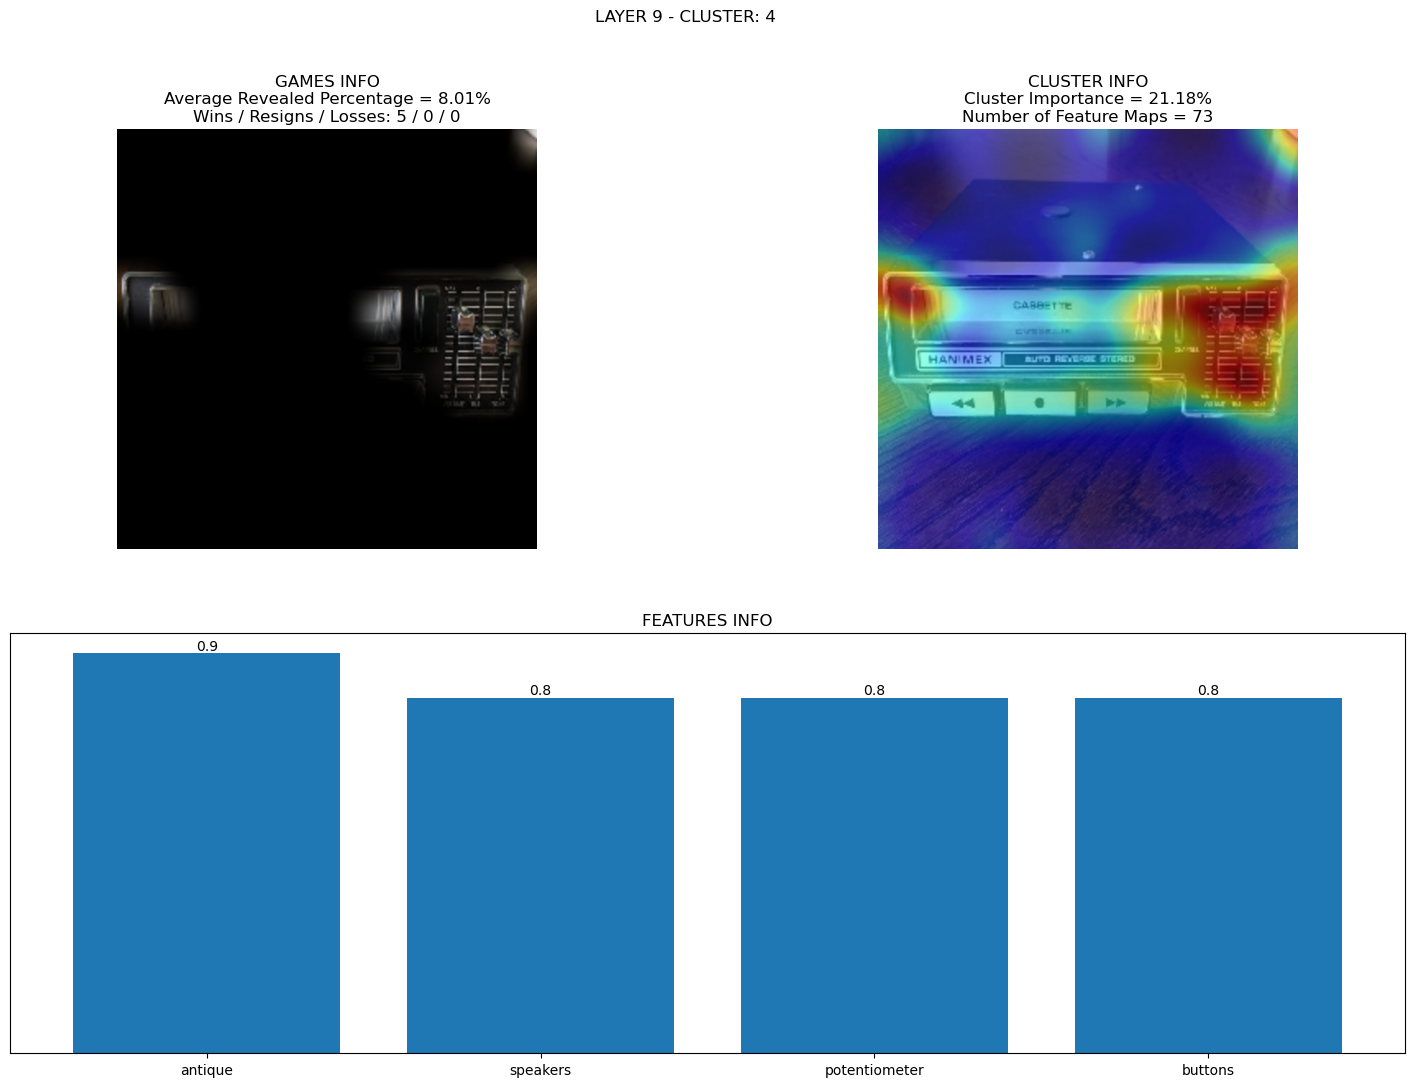 LAYER 9 - CLUSTER: 4
GAMES INFO
Average Revealed Percentage = 8.01%
Wins / Resigns / Losses: 5 / 0 / 0
CLUSTER INFO
Cluster Importance = 21.18%
Number of Feature Maps = 73
CASSETTE
HANIMEX
AUTO REVERSE STEREO
FEATURES INFO
0.9
0.8
0.8
0.8
antique
speakers
potentiometer
buttons